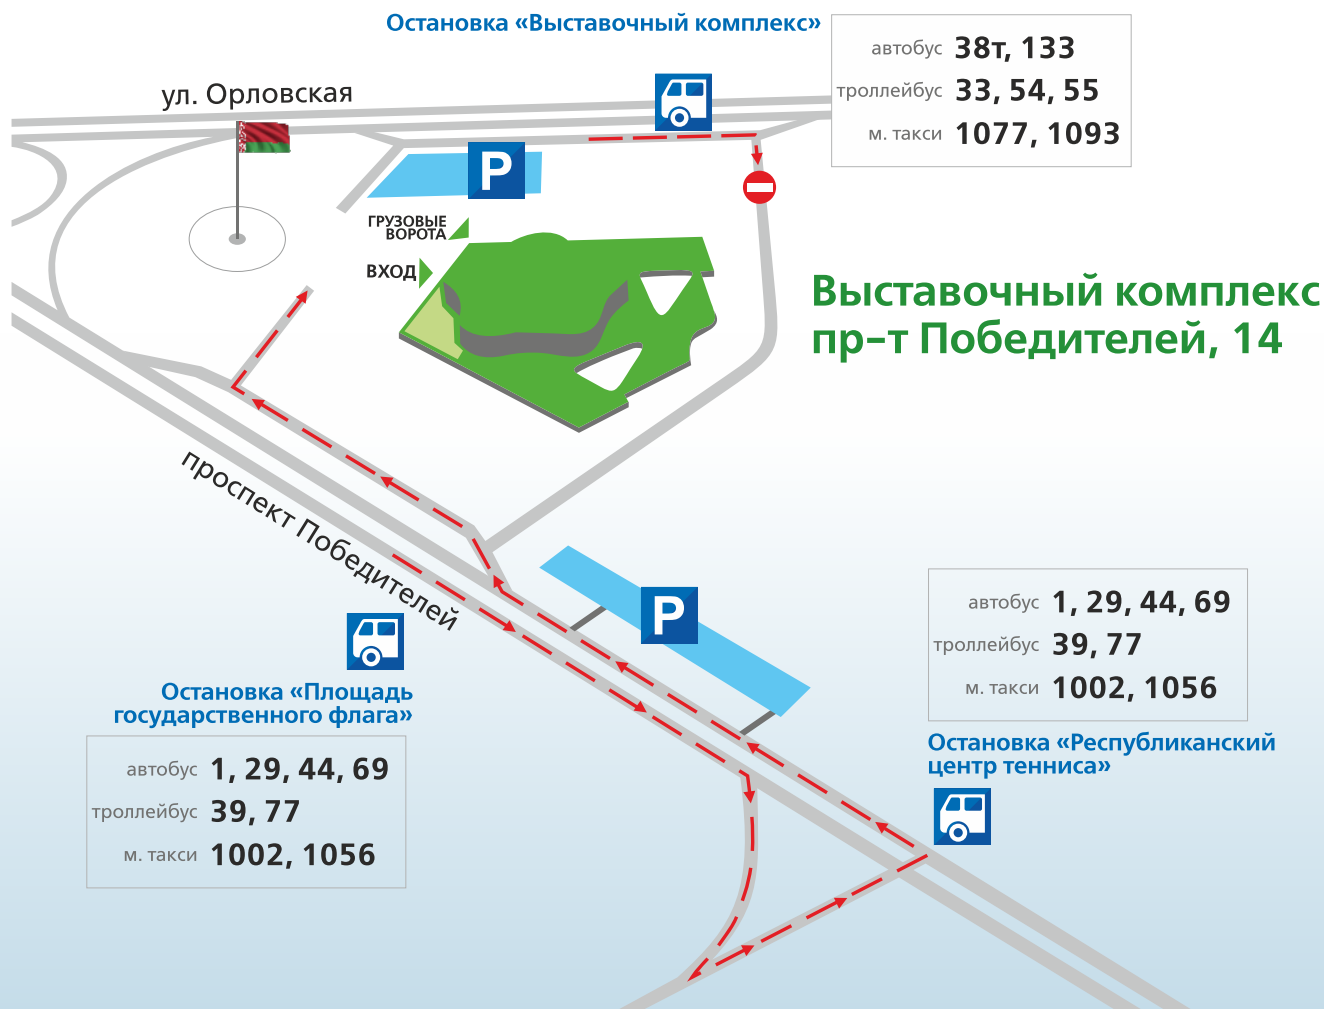 Остановка «Выставочный комплекс»
автобус 38т, 133
троллейбус 33, 54, 55
м. такси 1077, 1093
ул. Орловская
P
ГРУЗОВЫЕ
ВОРОТА
ВХОД
Выставочный комплекс
пр-т Победителей, 14
проспект Победителей
P
автобус 1, 29, 44, 69
троллейбус 39, 77
м. такси 1002, 1056
Остановка «Республиканский
центр тенниса»
Остановка «Площадь
государственного флага»
автобус 1, 29, 44, 69
троллейбус 39, 77
м. такси 1002, 1056